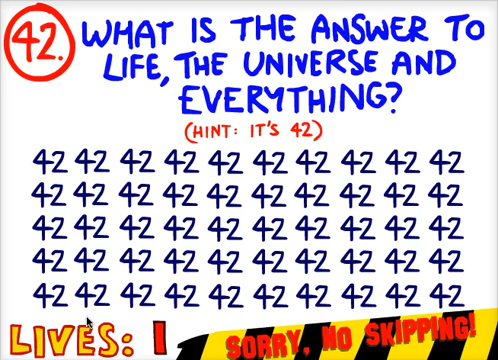 42. WHAT IS THE ANSWER TO
LIFE, THE UNIVERSE AND
EVERYTHING?
(HINT: IT'S 42)
42 42 42 42 42 42 42 42 42 42
42 42 42 42 42 42 42 42 42 42
42 42 42 42 42 42 42 42 42 42
42 42 42 42 42 42 42 42 42 42
42 42 42 42 42 42 42 42 42 42
LIVES: 1
SORRY, NO SKIPPING!